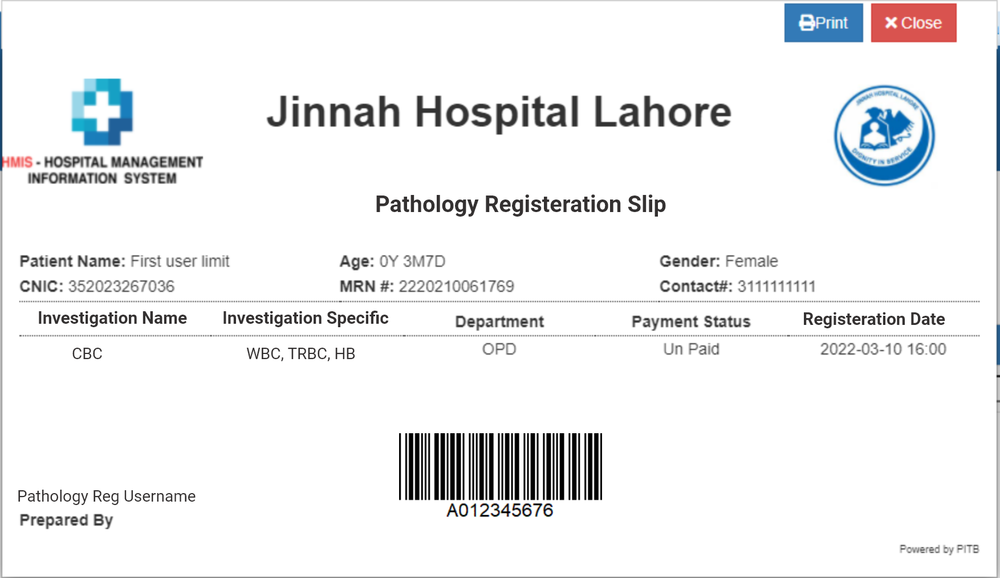 Print
Close
HMIS - HOSPITAL MANAGEMENT
INFORMATION SYSTEM
Jinnah Hospital Lahore
JINNAH HOSPITAL LAHORE
DIGNITY IN SERVICE
Pathology Registeration Slip
Patient Name: First user limit Age: 0Y 3M7D Gender: Female
CNIC: 352023267036 MRN #: 2220210061769 Contact#: 3111111111
Investigation Name Investigation Specific Department Payment Status Registeration Date
CBC WBC, TRBC, HB OPD Un Paid 2022-03-10 16:00
A012345676
Pathology Reg Username
Prepared By
Powered by PITB